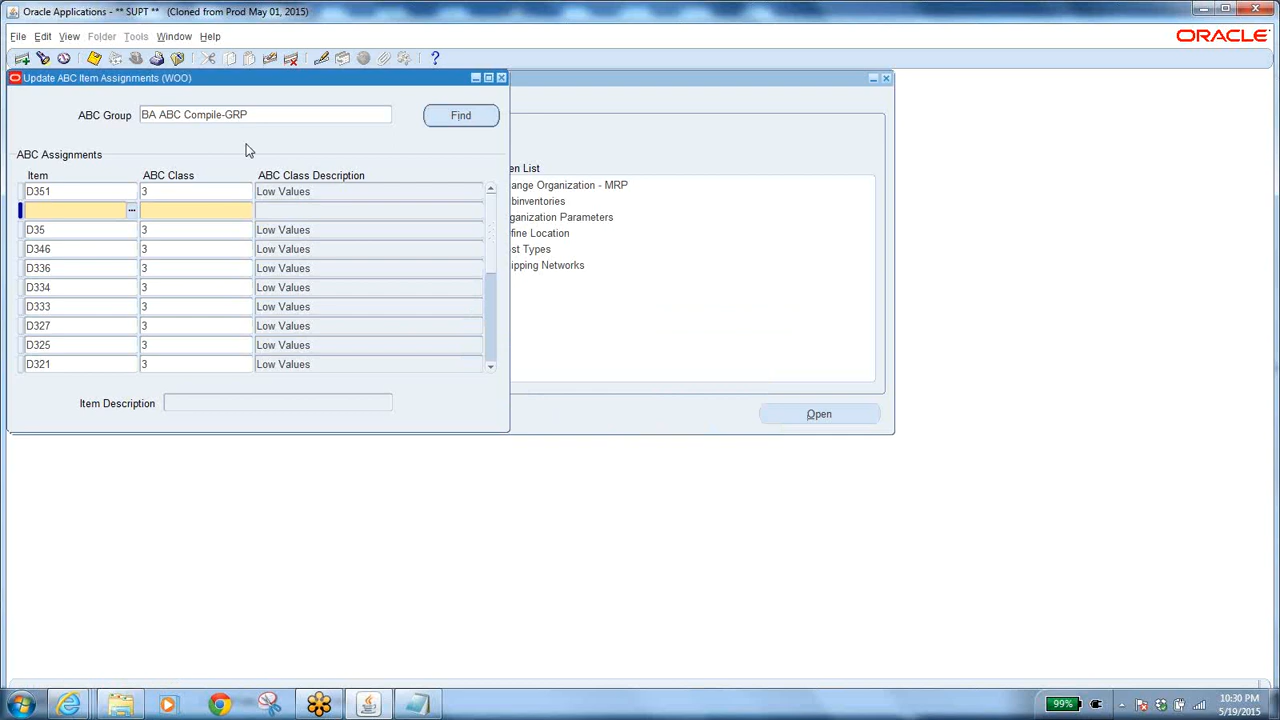 Oracle Applications - ** SUPT ** (Cloned from Prod May 01, 2015)
File Edit View Folder Tools Window Help
ORACLE
Update ABC Item Assignments (WOO)
ABC Group BA ABC Compile-GRP Find
ABC Assignments
Item ABC Class ABC Class Description
D351 3 Low Values
D35 3 Low Values
D346 3 Low Values
D336 3 Low Values
D334 3 Low Values
D333 3 Low Values
D327 3 Low Values
D325 3 Low Values
D321 3 Low Values
Item Description
en List
ange Organization - MRP
binventories
ganization Parameters
fine Location
st Types
ipping Networks
Open
99%
10:30 PM
5/19/2015